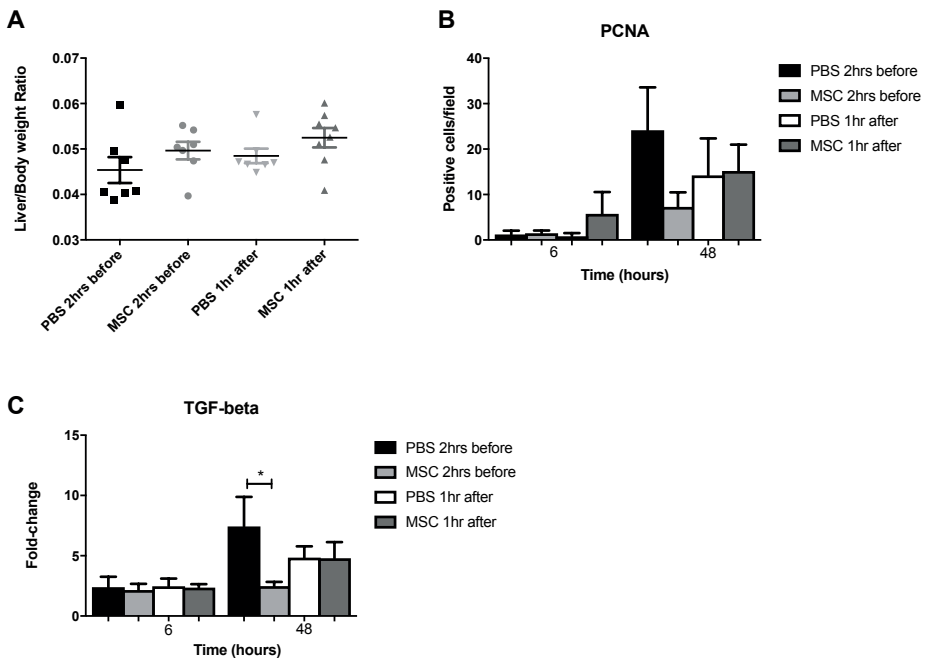 A
Liver/Body weight Ratio
0.07
0.06
0.05
0.04
0.03
PBS 2hrs before
MSC 2hrs before
PBS 1hr after
MSC 1hr after
B
PCNA
Positive cells/field
40
30
20
10
0
6
48
Time (hours)
PBS 2hrs before
MSC 2hrs before
PBS 1hr after
MSC 1hr after
C
TGF-beta
Fold-change
15
10
5
0
*
6
48
Time (hours)
PBS 2hrs before
MSC 2hrs before
PBS 1hr after
MSC 1hr after